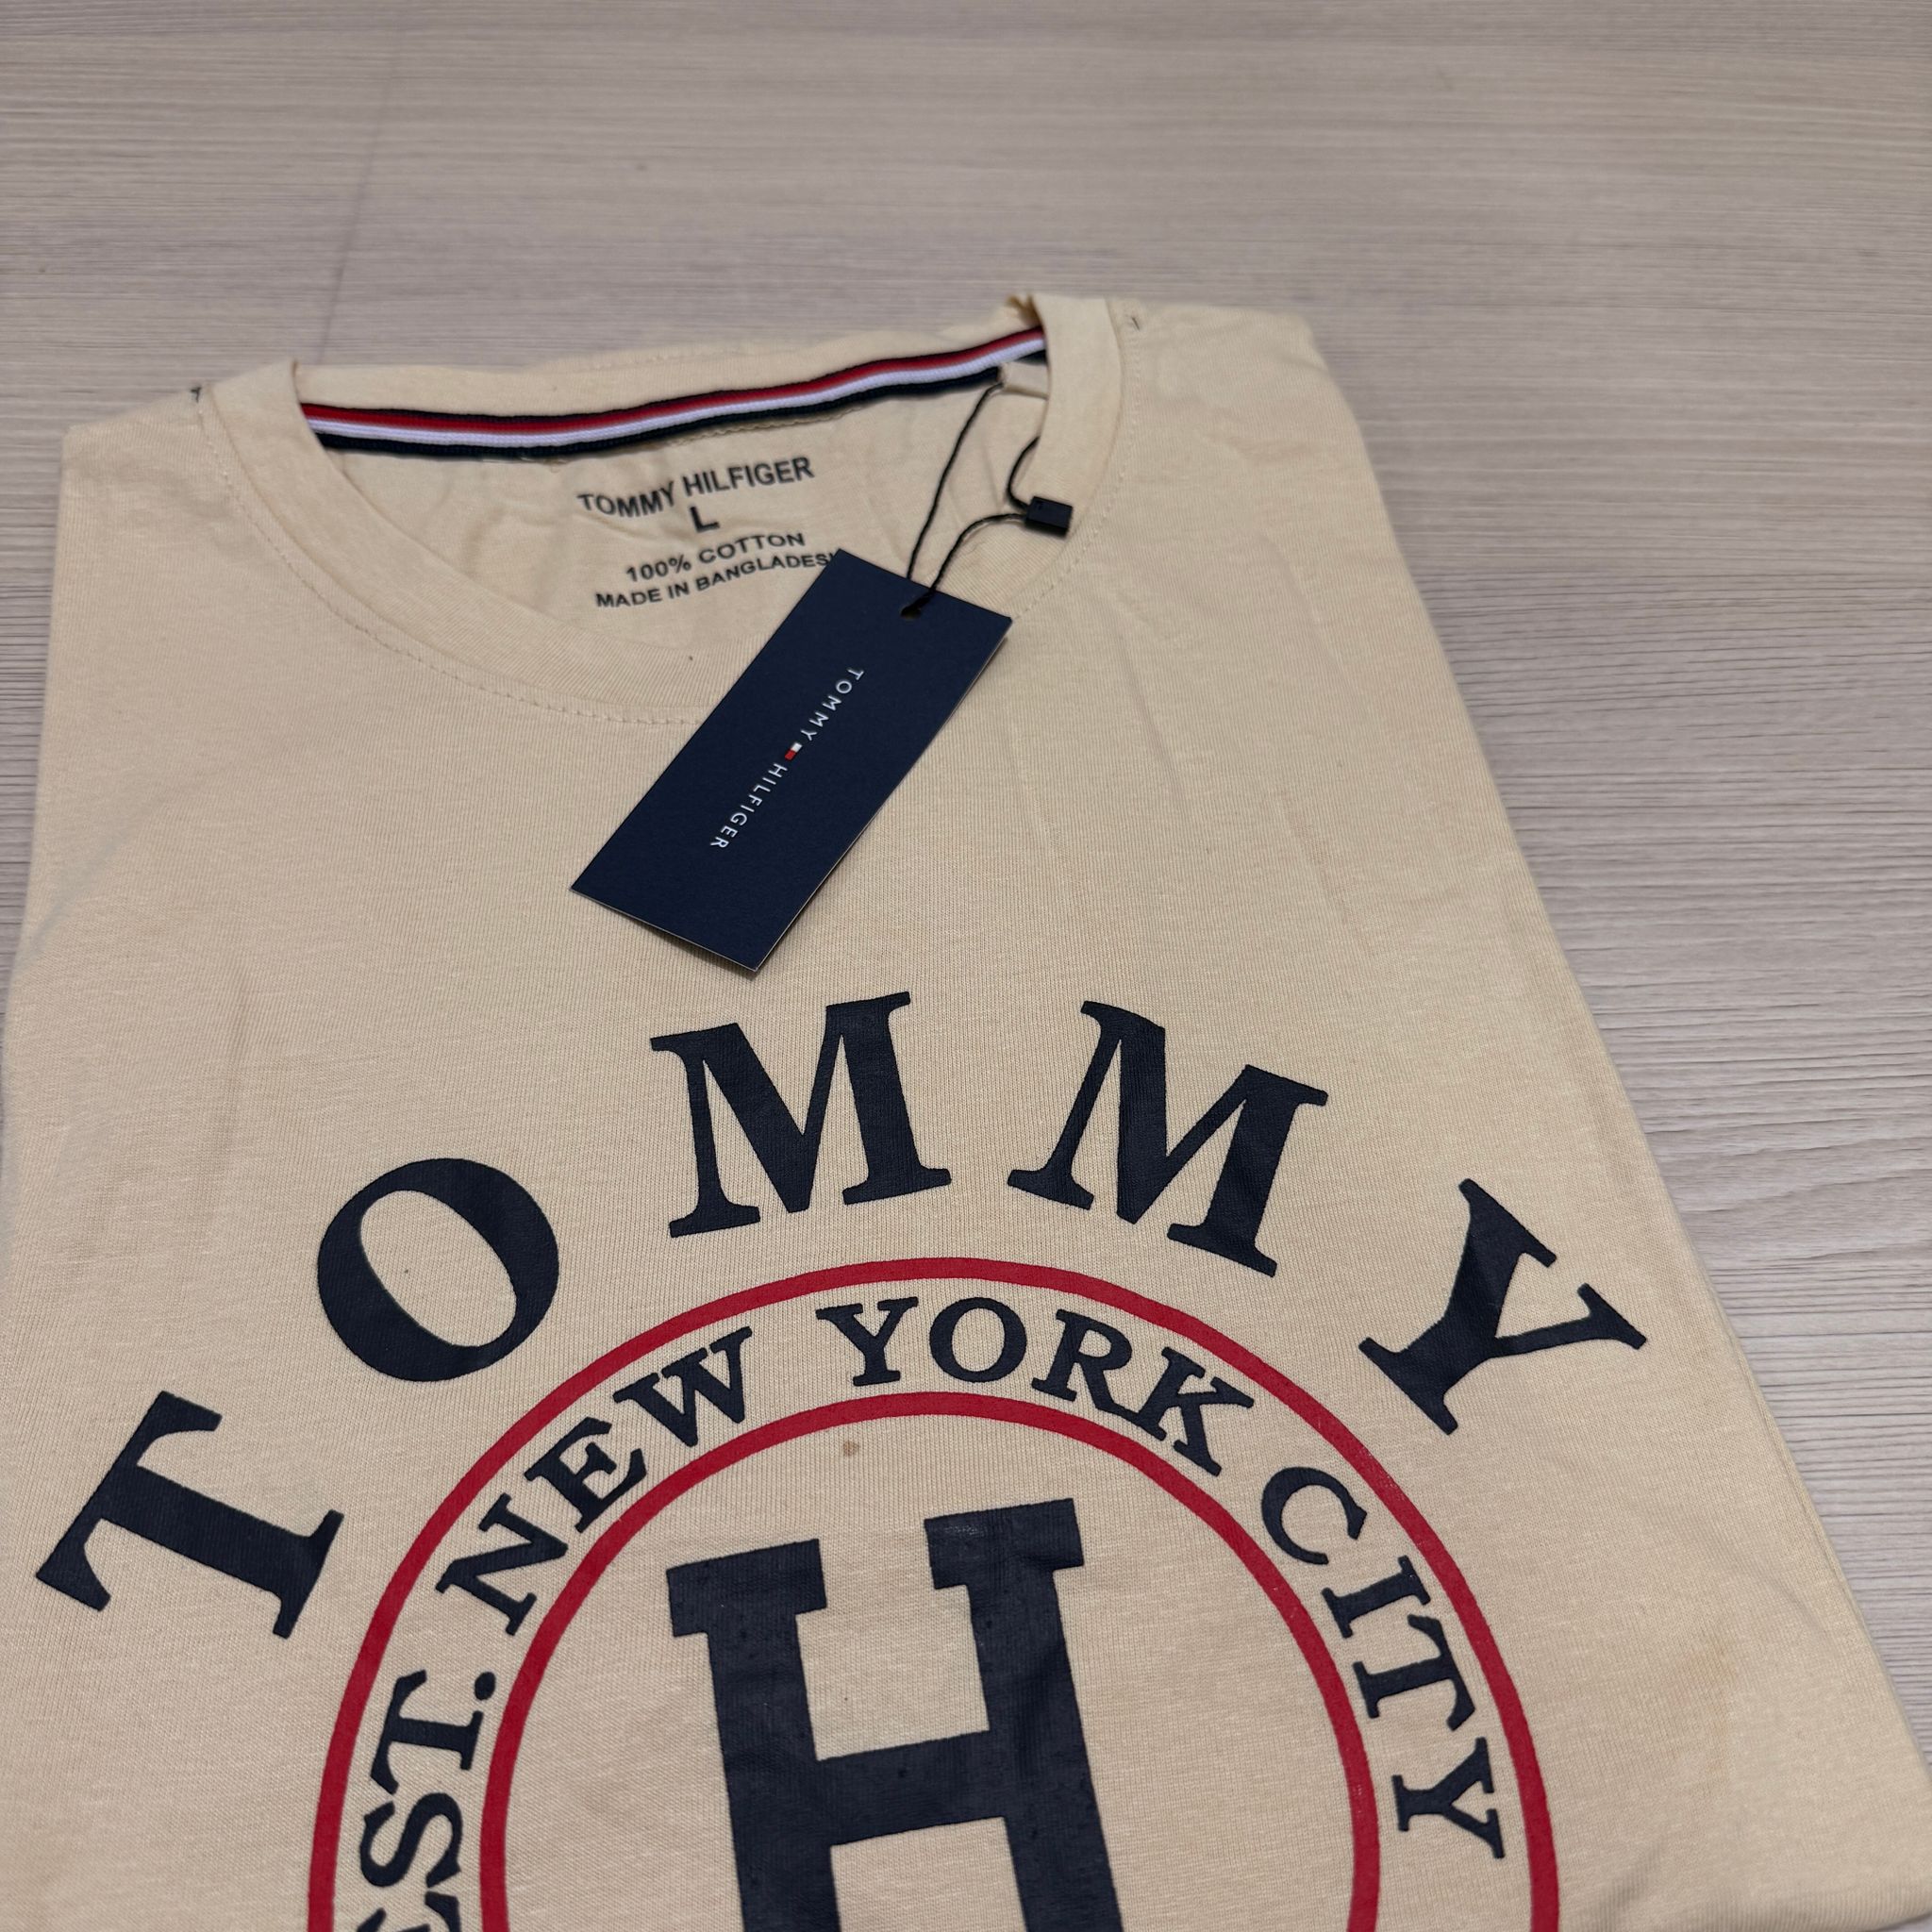 TOMMY HILFIGER
L
100% COTTON
MADE IN BANGLADESH
TOMMY HILFIGER
TOMMY
EST. NEW YORK CITY
H